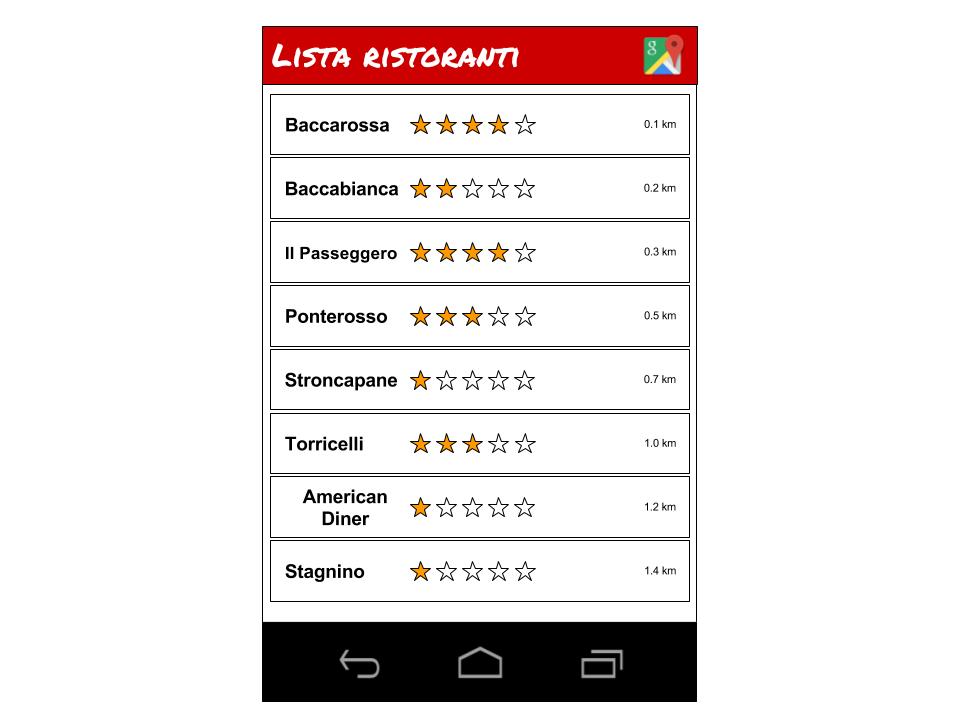 Lista ristoranti
g
Baccarossa 0.1 km
Baccabianca 0.2 km
Il Passeggero 0.3 km
Ponterosso 0.5 km
Stroncapane 0.7 km
Torricelli 1.0 km
American
Diner 1.2 km
Stagnino 1.4 km